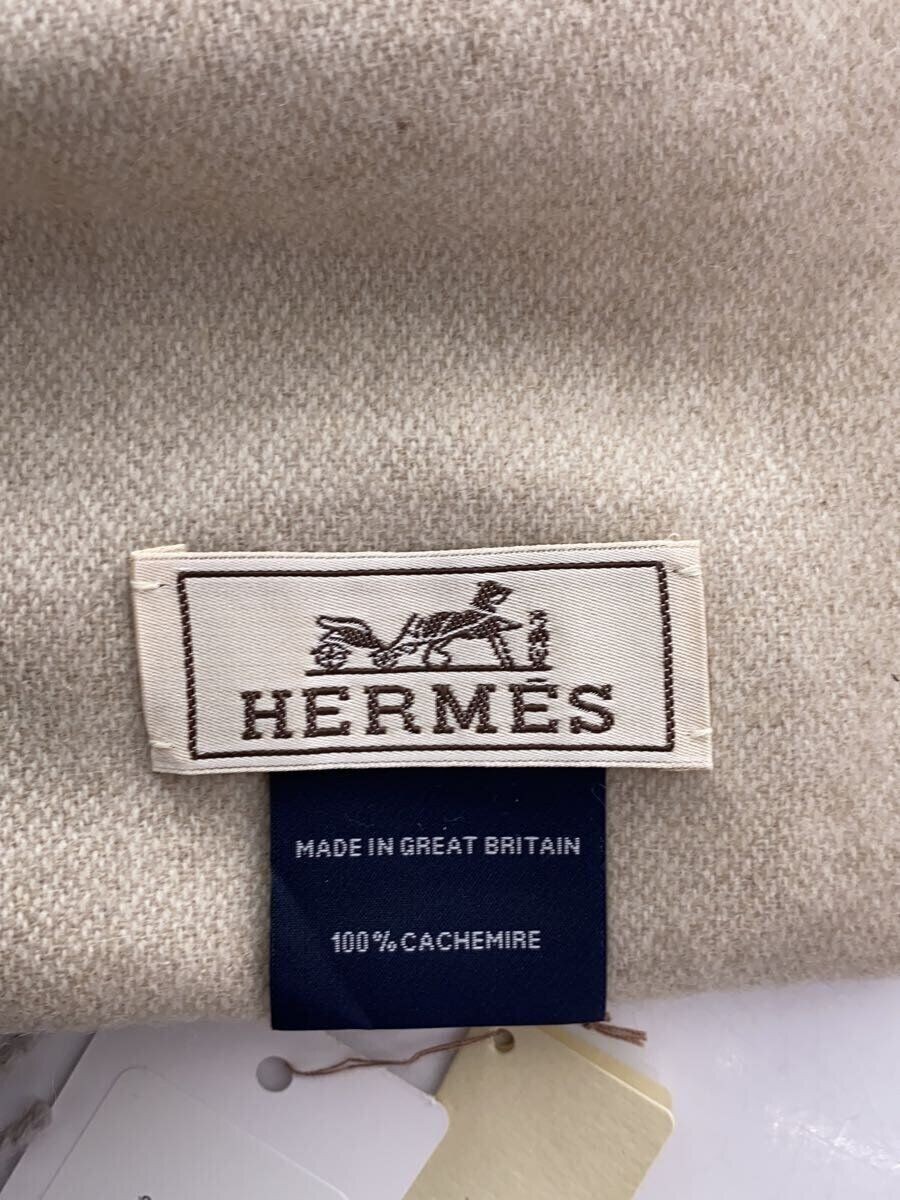 HERMÈS
MADE IN GREAT BRITAIN
100% CACHEMIRE